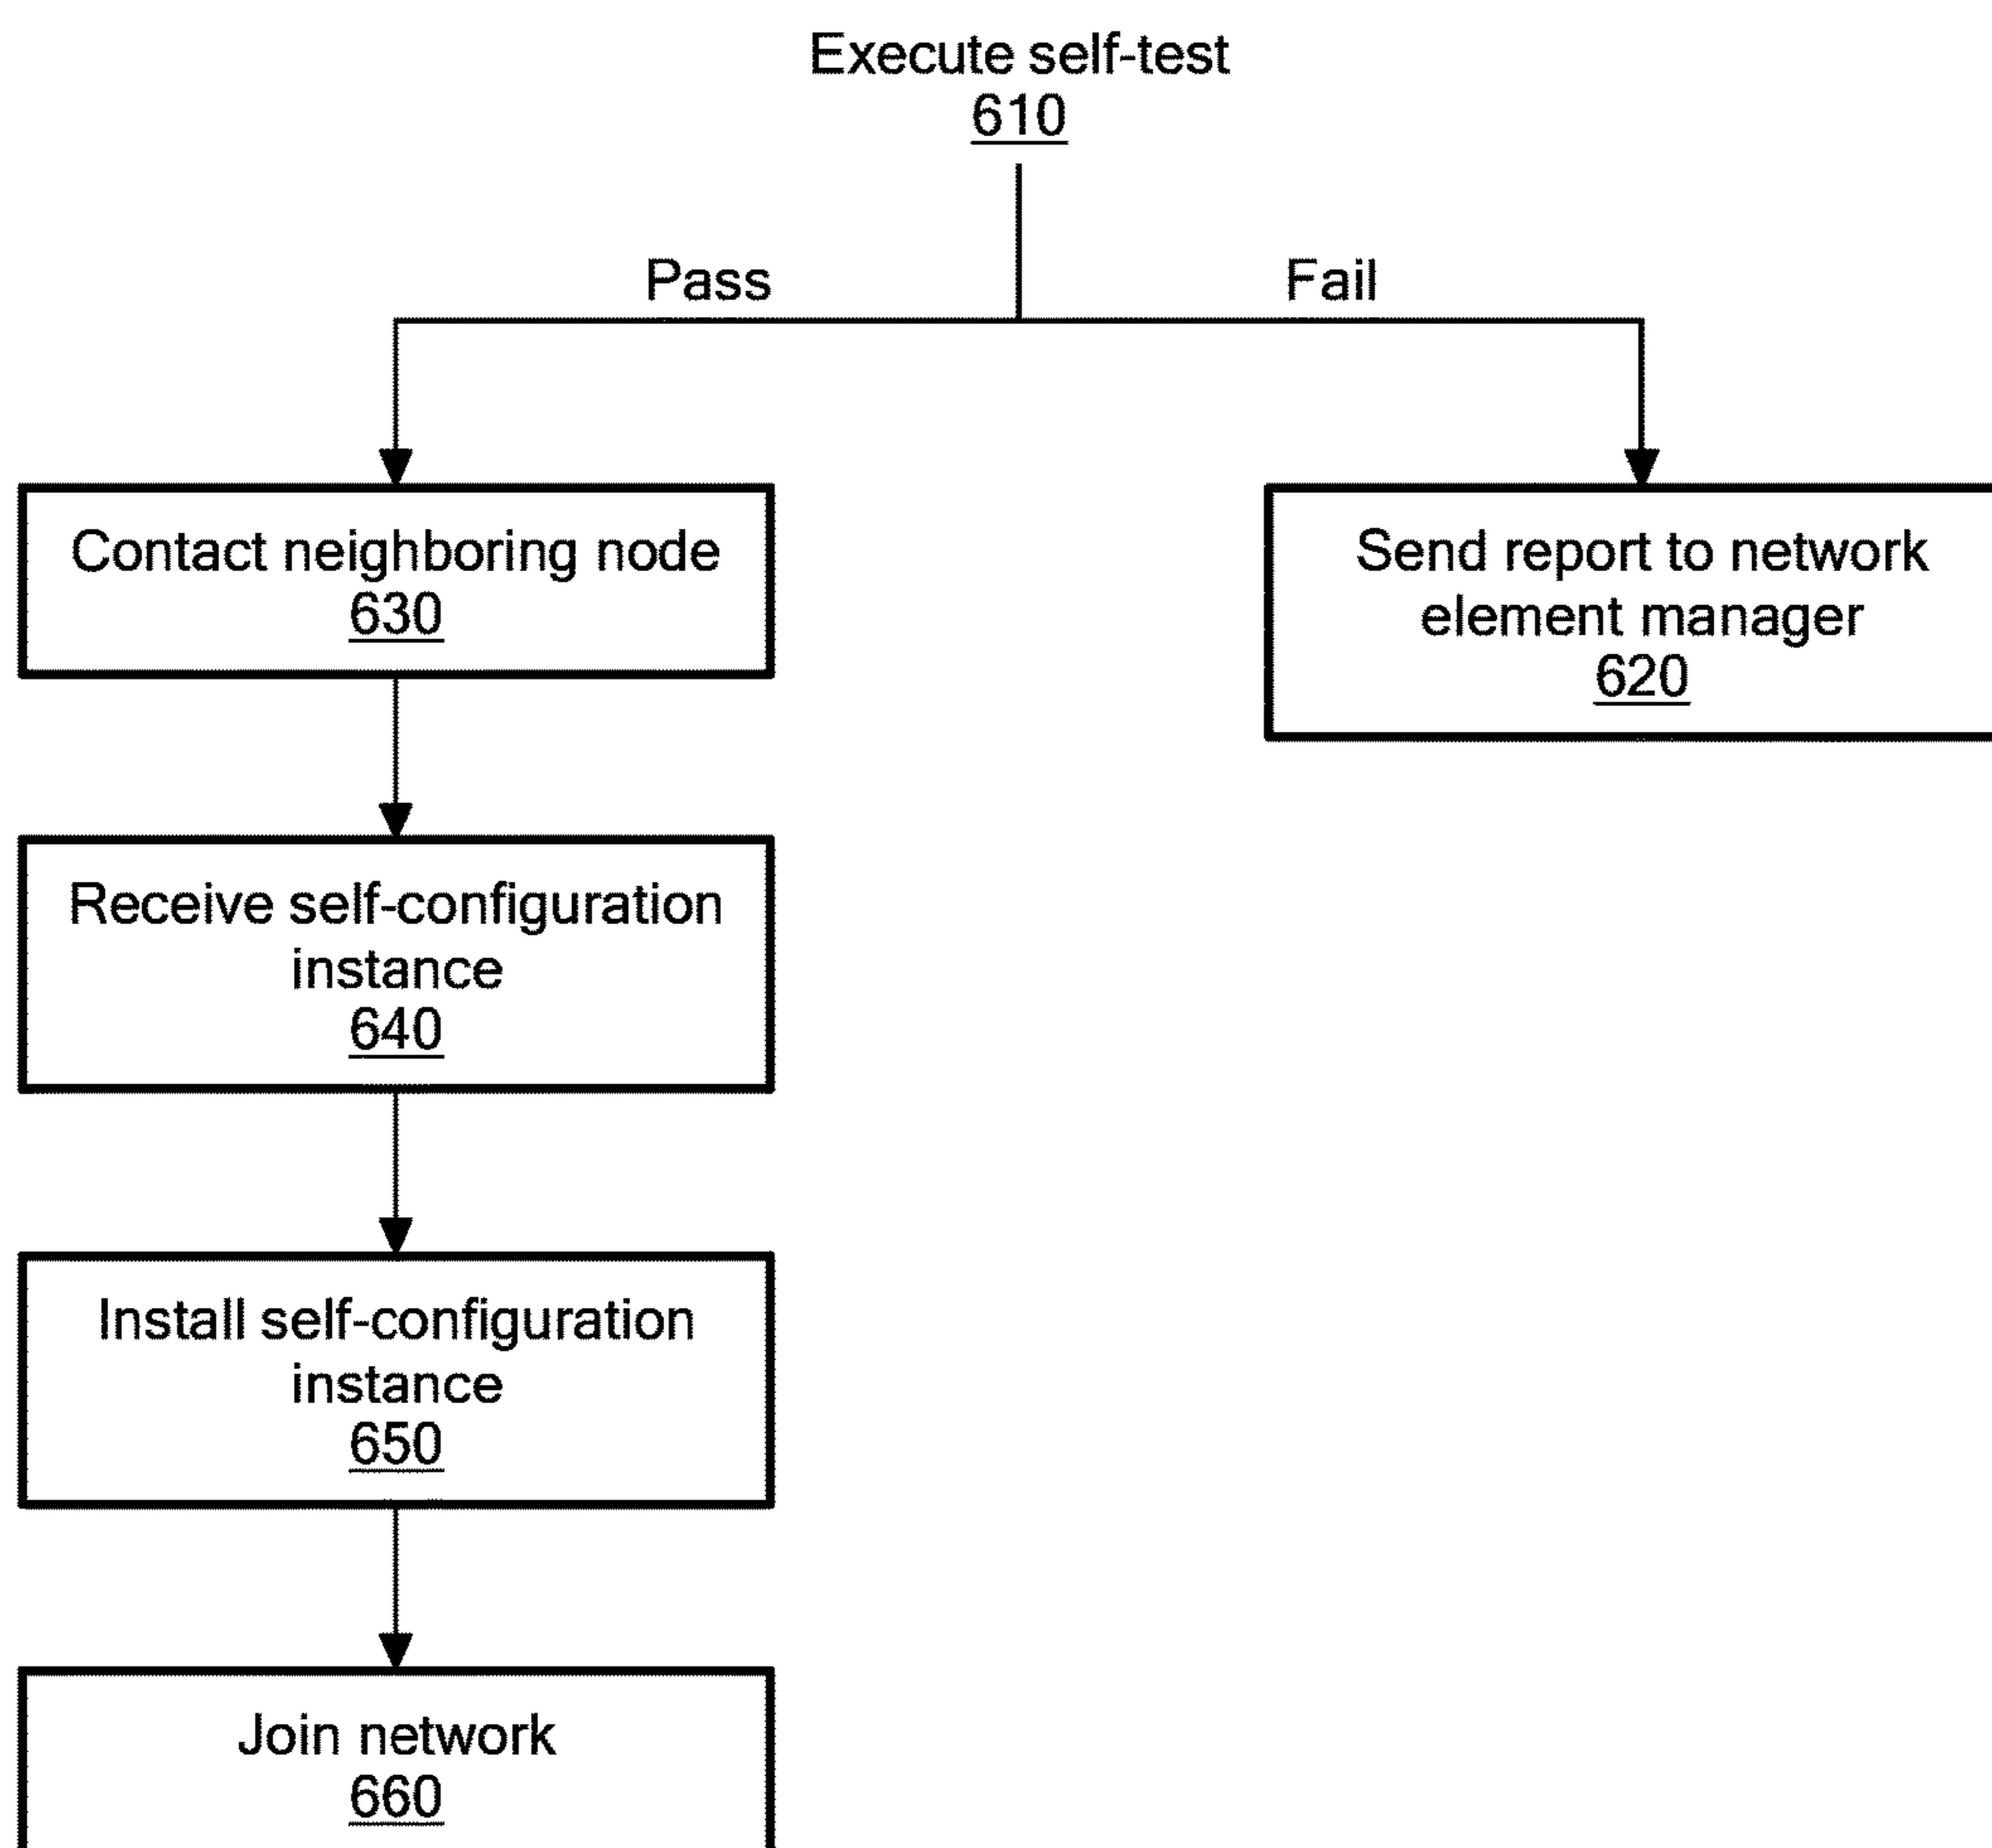 Execute self-test
610
Pass
Fail
Contact neighboring node
630
Send report to network
element manager
620
Receive self-configuration
instance
640
Install self-configuration
instance
650
Join network
660